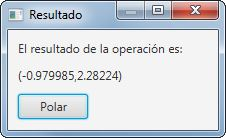 Resultado
El resultado de la operación es:
(-0.979985,2.28224)
Polar